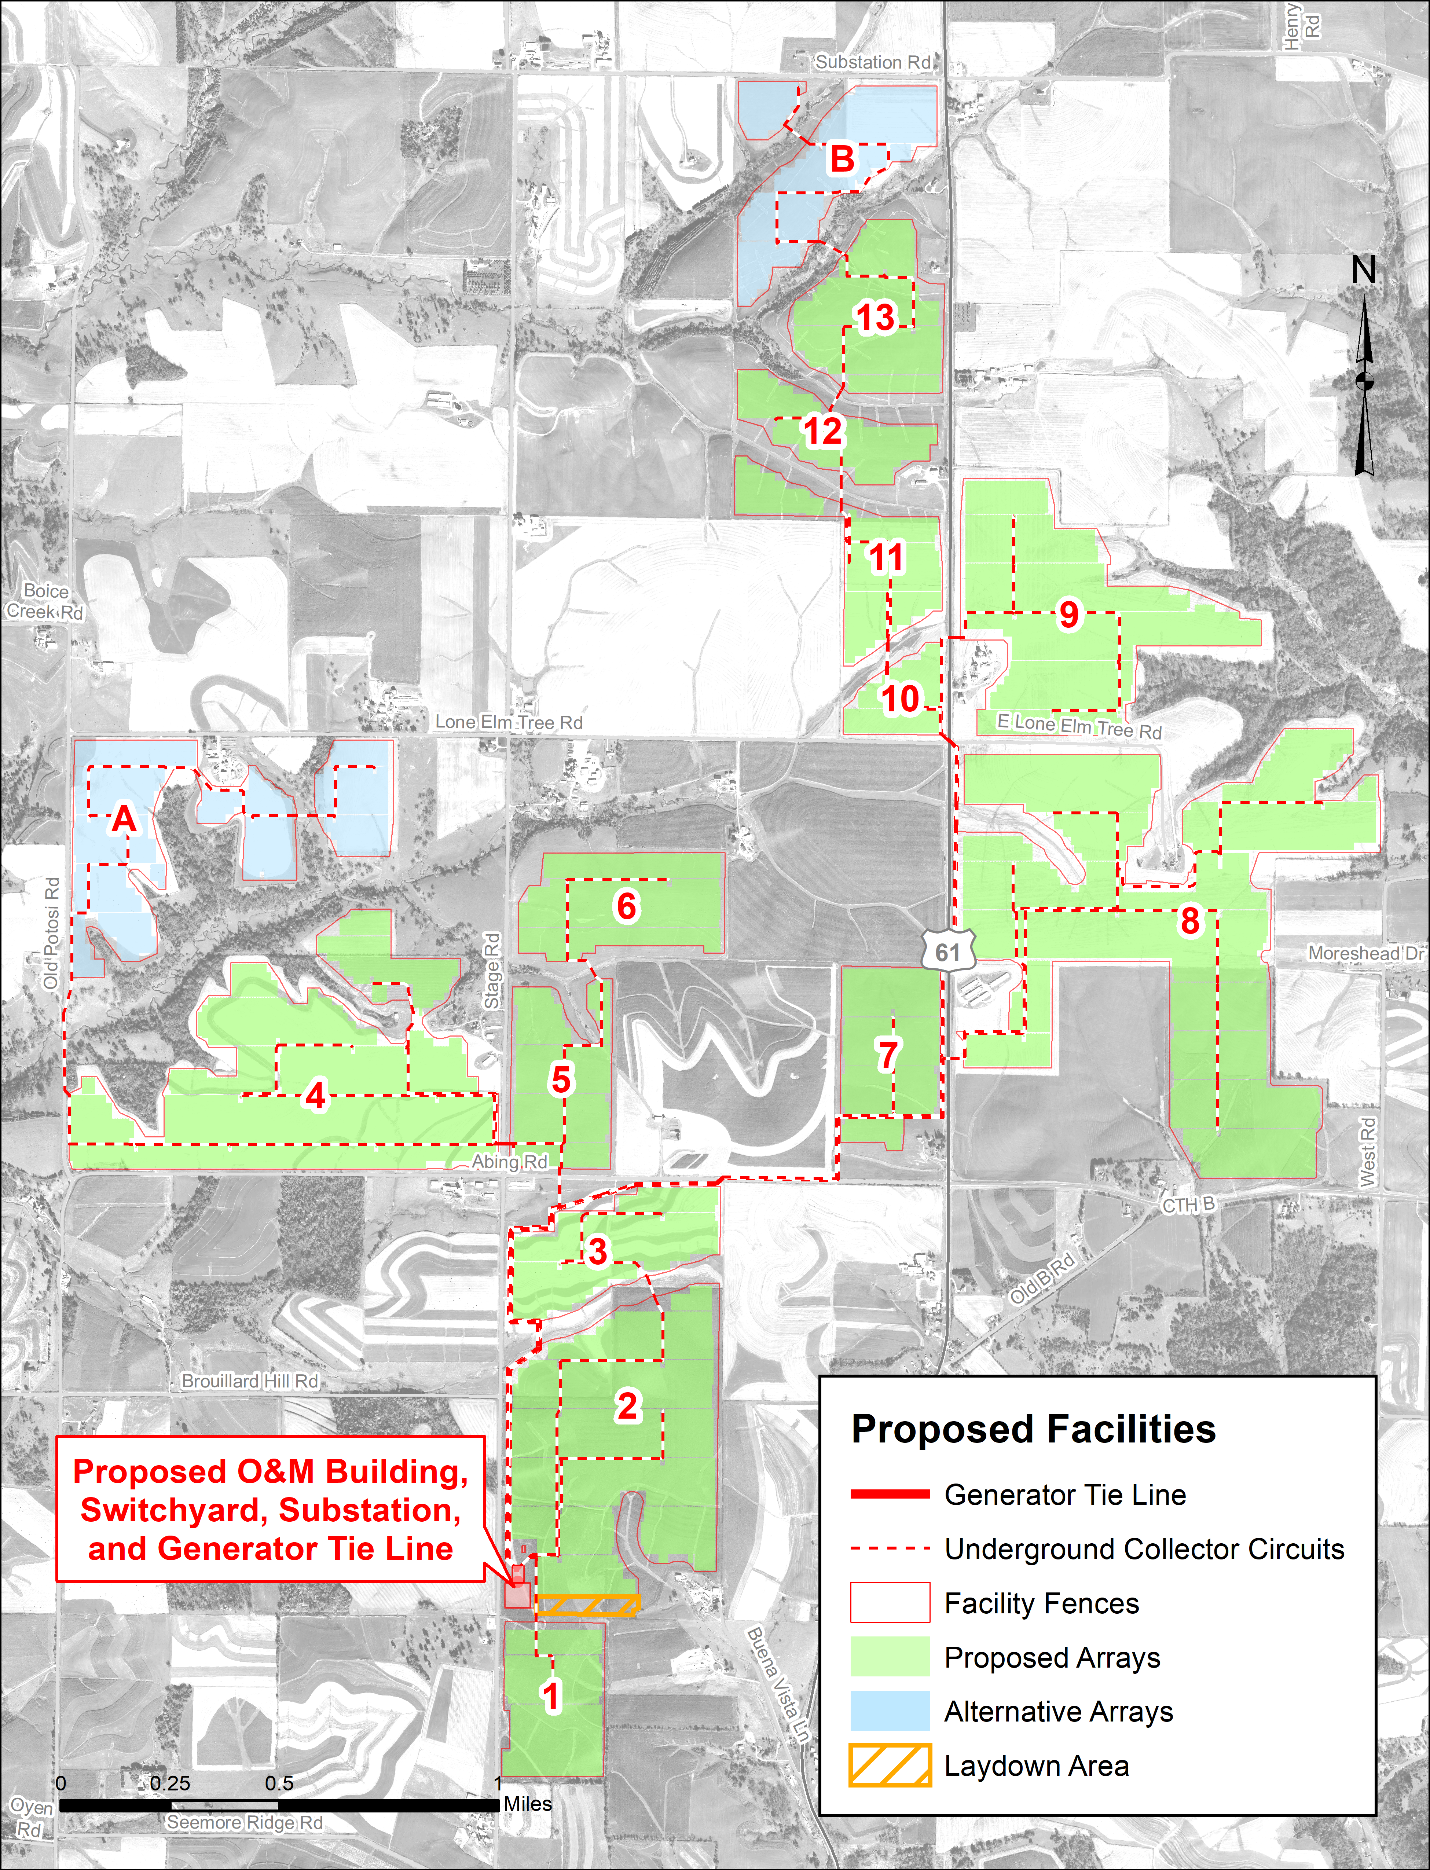 Henry
Rd
Substation Rd
B
N
13
12
11
9
Boice
Creek Rd
10
Lone Elm Tree Rd
E Lone Elm Tree Rd
A
6
8
Old Potosi Rd
Stage Rd
61
Moreshead Dr
7
5
4
Abing Rd
West Rd
CTH B
3
Old B Rd
Brouillard Hill Rd
2
Proposed O&M Building,
Switchyard, Substation,
and Generator Tie Line
Buena Vista Ln
1
Proposed Facilities
Generator Tie Line
Underground Collector Circuits
Facility Fences
Proposed Arrays
Alternative Arrays
Laydown Area
0 0.25 0.5 1
Miles
Oyen
Rd
Seemore Ridge Rd